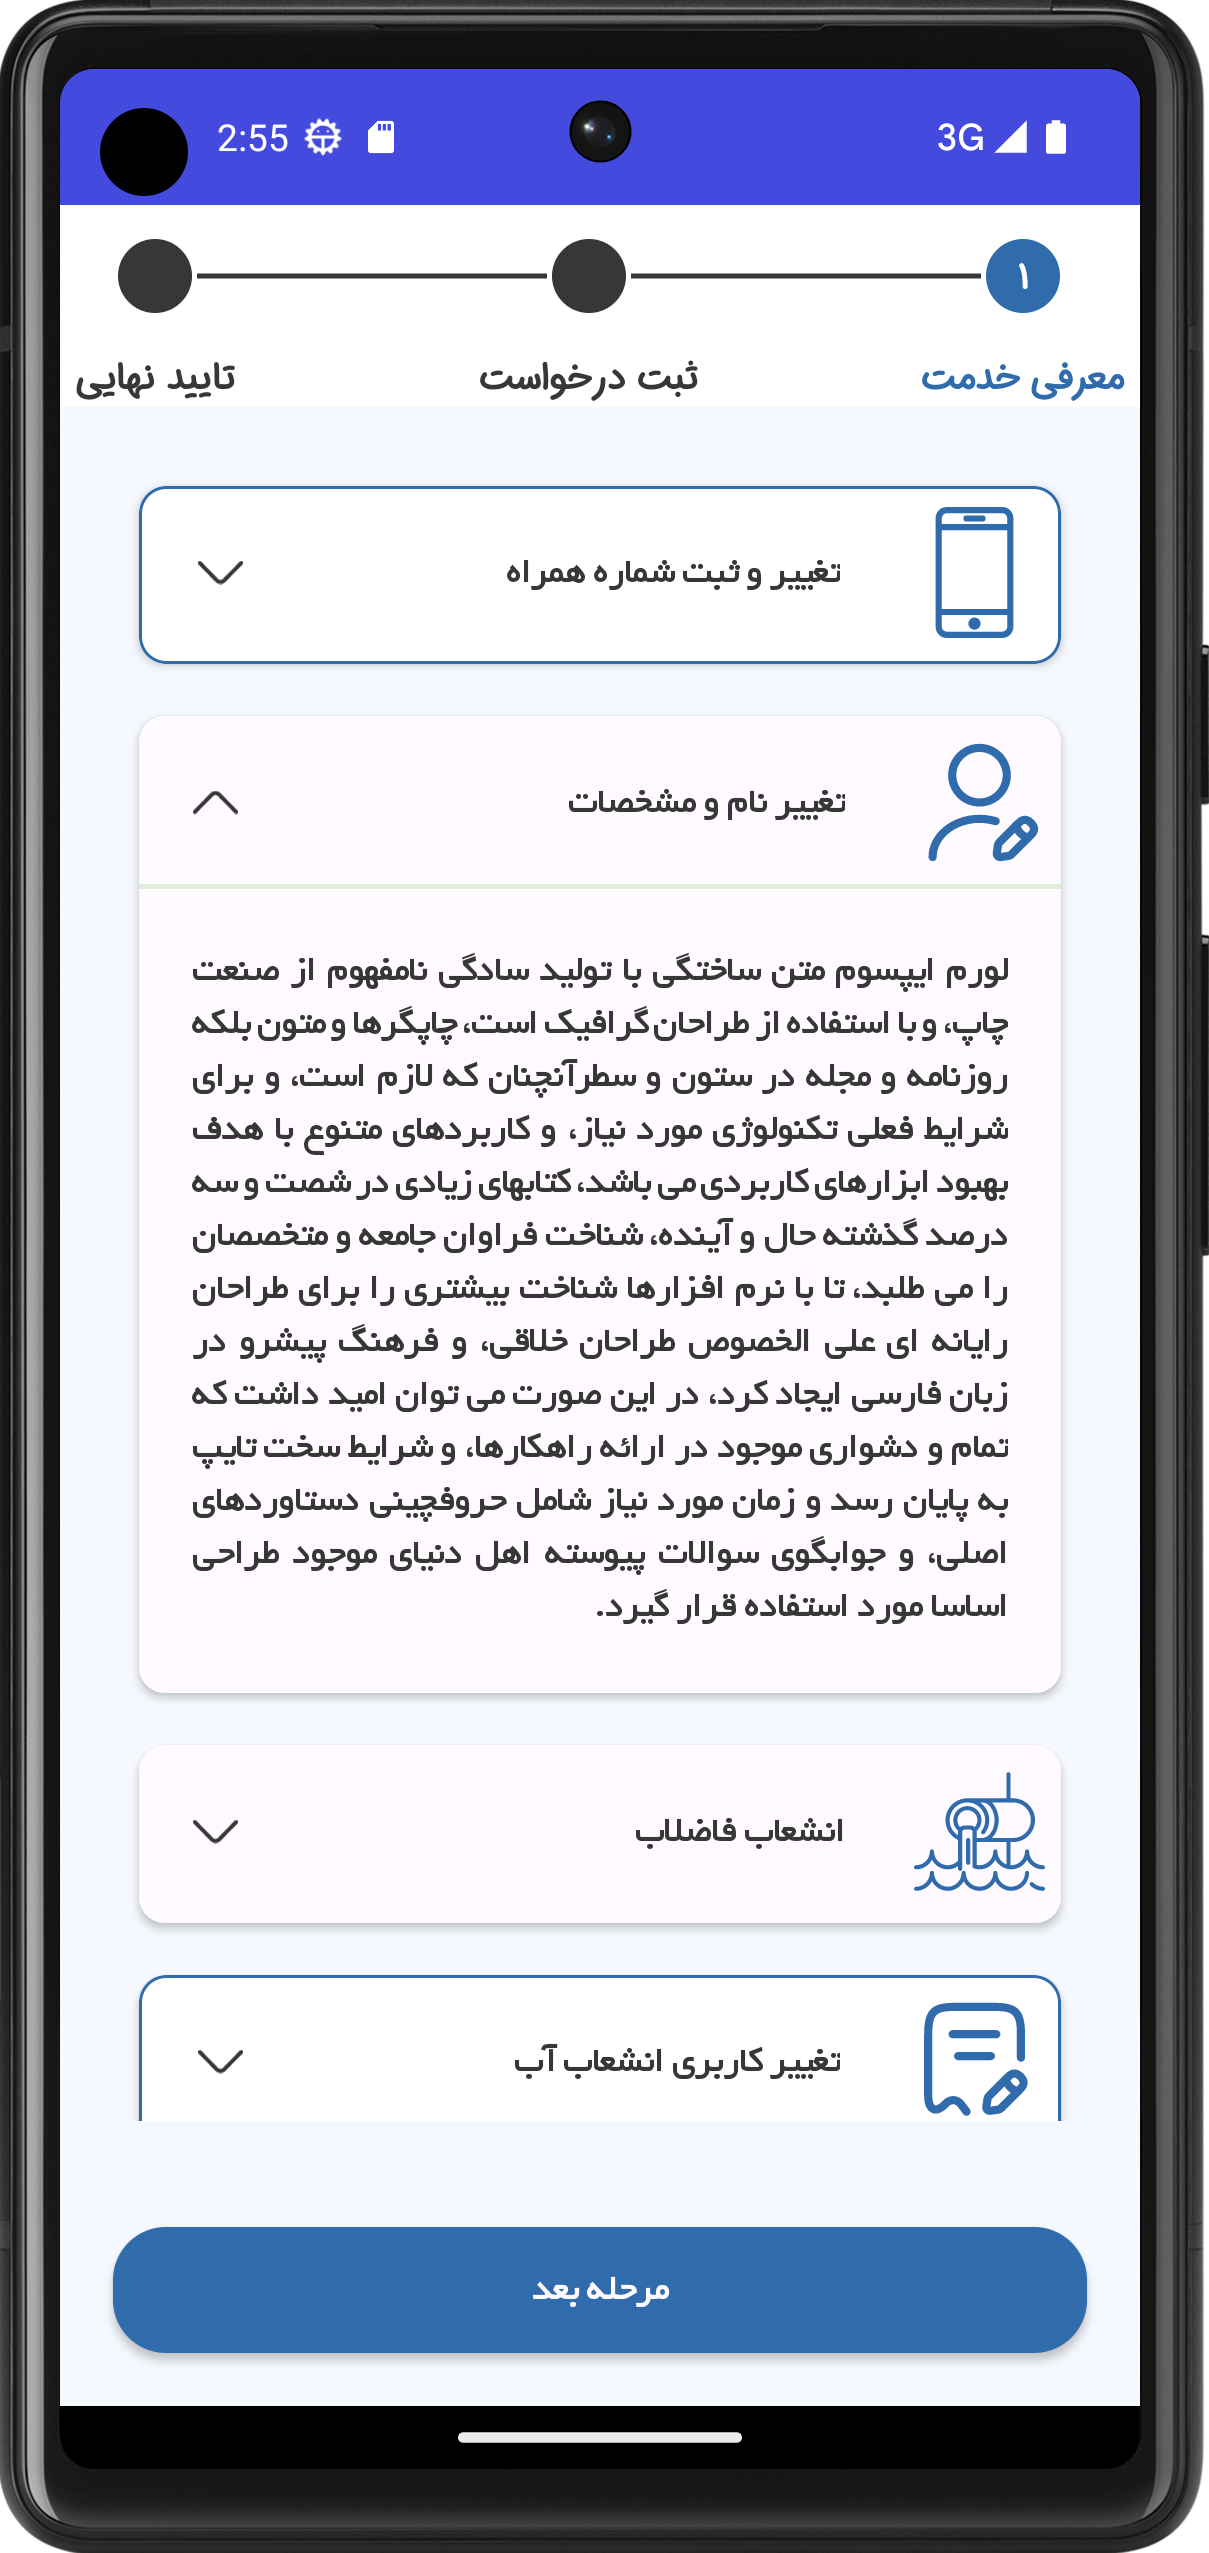 2:55 3G
۱
معرفی خدمت ثبت درخواست تایید نهایی
تغییر و ثبت شماره همراه
تغییر نام و مشخصات
لورم ایپسوم متن ساختگی با تولید سادگی نامفهوم از صنعت
چاپ، و با استفاده از طراحان گرافیک است، چاپگرها و متون بلکه
روزنامه و مجله در ستون و سطرآنچنان که لازم است، و برای
شرایط فعلی تکنولوژی مورد نیاز، و کاربردهای متنوع با هدف
بهبود ابزارهای کاربردی می باشد، کتابهای زیادی در شصت و سه
درصد گذشته حال و آینده، شناخت فراوان جامعه و متخصصان
را می طلبد، تا با نرم افزارها شناخت بیشتری را برای طراحان
رایانه ای علی الخصوص طراحان خلاقی، و فرهنگ پیشرو در
زبان فارسی ایجاد کرد، در این صورت می توان امید داشت که
تمام و دشواری موجود در ارائه راهکارها، و شرایط سخت تایپ
به پایان رسد و زمان مورد نیاز شامل حروفچینی دستاوردهای
اصلی، و جوابگوی سوالات پیوسته اهل دنیای موجود طراحی
اساسا مورد استفاده قرار گیرد.
انشعاب فاضلاب
تغییر کاربری انشعاب آب
مرحله بعد